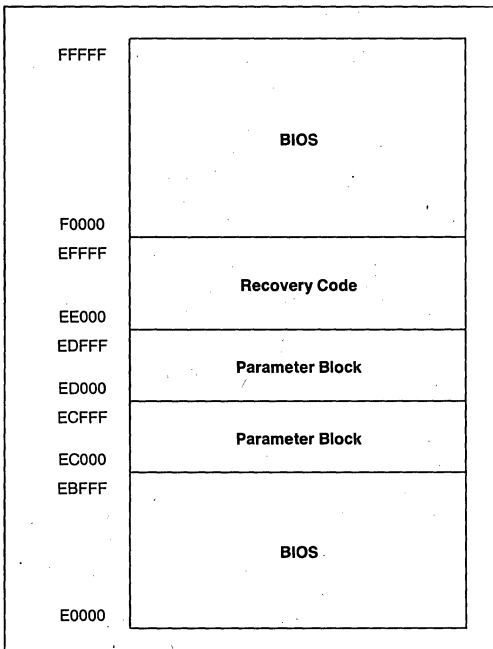 FFFFF
BIOS
F0000
EFFFF
Recovery Code
EE000
EDFFF
Parameter Block
ED000
ECFFF
Parameter Block
EC000
EBFFF
BIOS
E0000